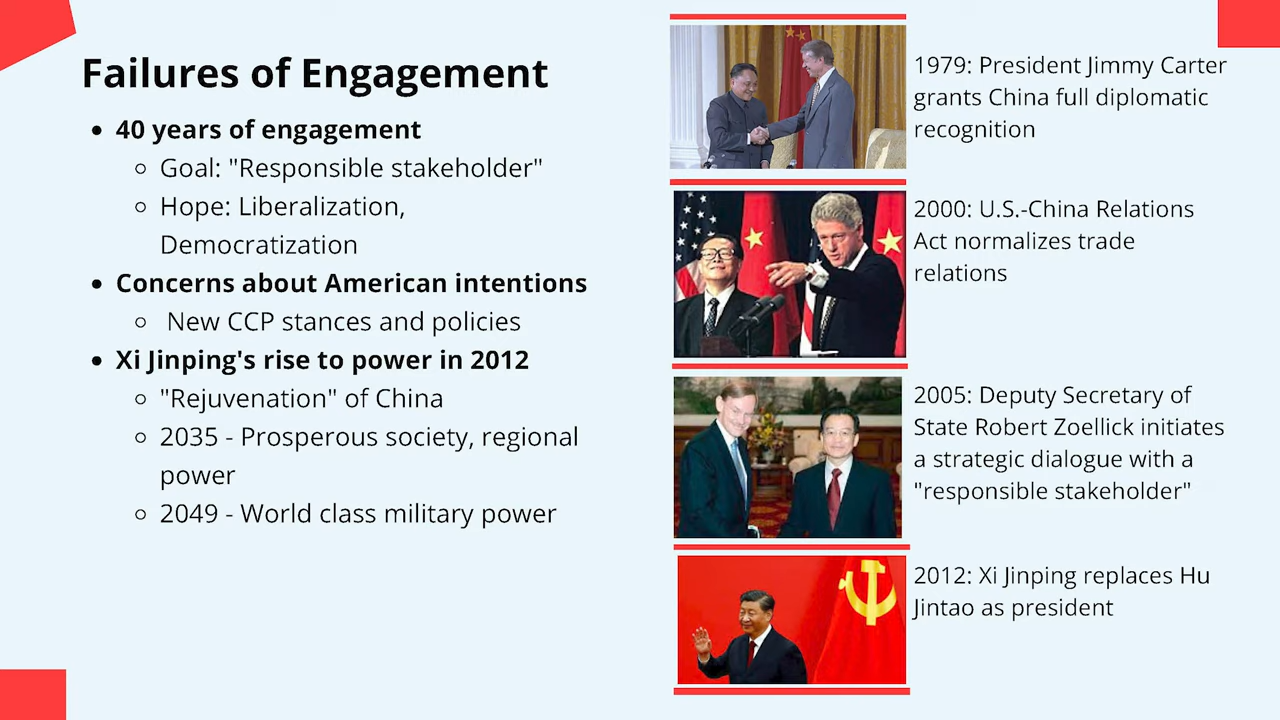 Failures of Engagement
40 years of engagement
Goal: "Responsible stakeholder"
Hope: Liberalization,
Democratization
Concerns about American intentions
New CCP stances and policies
Xi Jinping's rise to power in 2012
"Rejuvenation" of China
2035 - Prosperous society, regional
power
2049 - World class military power
1979: President Jimmy Carter
grants China full diplomatic
recognition
2000: U.S.-China Relations
Act normalizes trade
relations
2005: Deputy Secretary of
State Robert Zoellick initiates
a strategic dialogue with a
"responsible stakeholder"
2012: Xi Jinping replaces Hu
Jintao as president